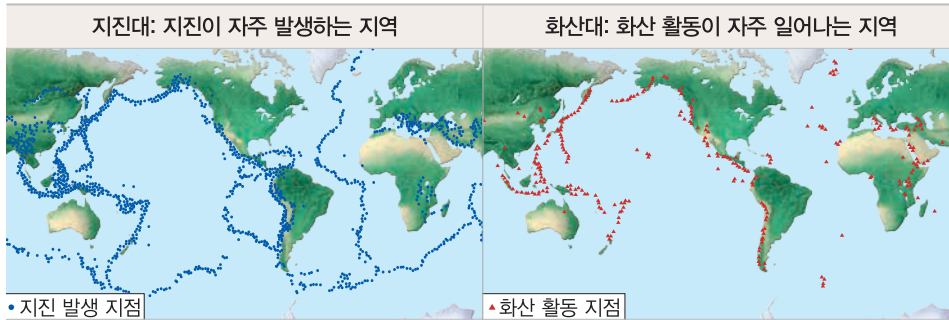 지진대: 지진이 자주 발생하는 지역
화산대: 화산 활동이 자주 일어나는 지역
지진 발생 지점
화산 활동 지점